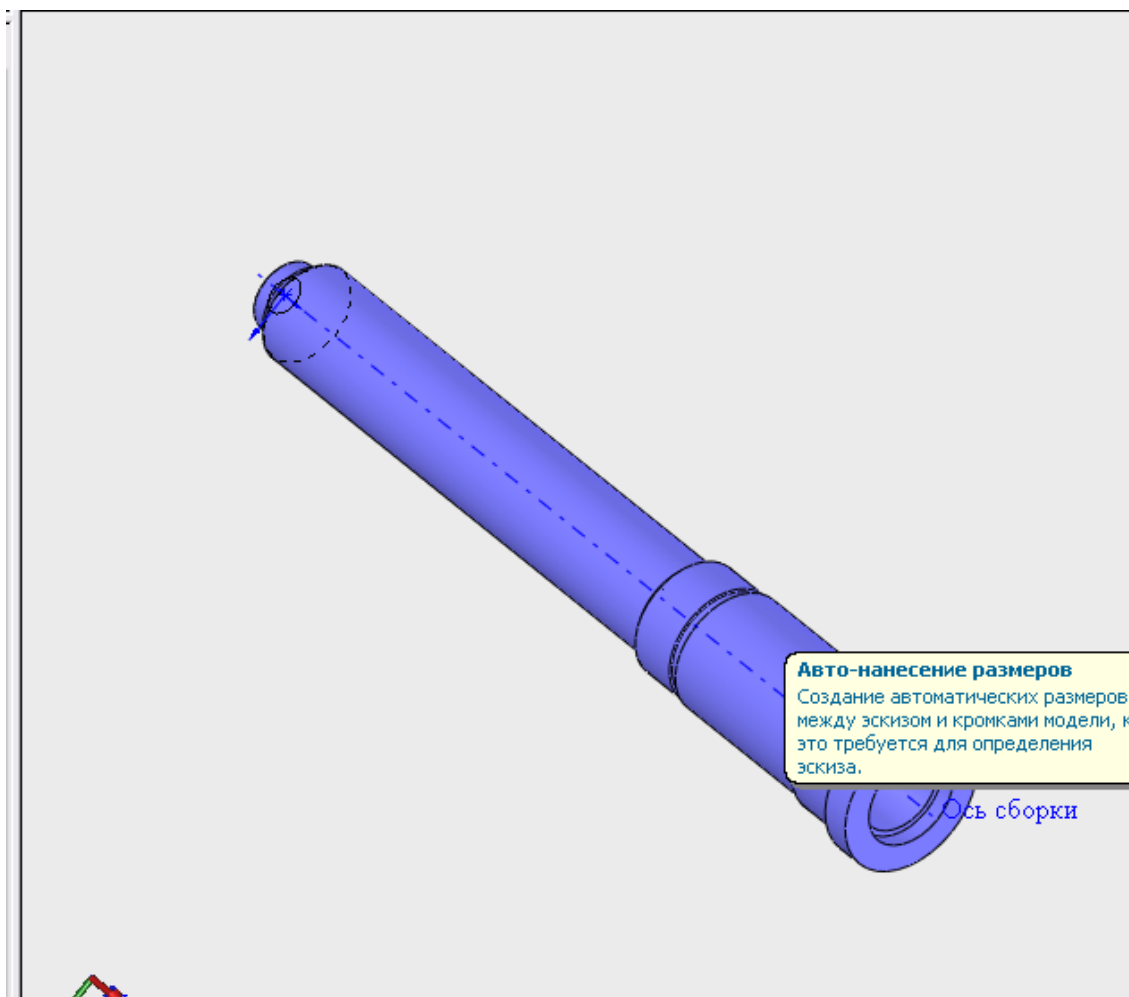 Авто-нанесение размеров
Создание автоматических размеров
между эскизом и кромками модели, к
это требуется для определения
эскиза.
Ось сборки